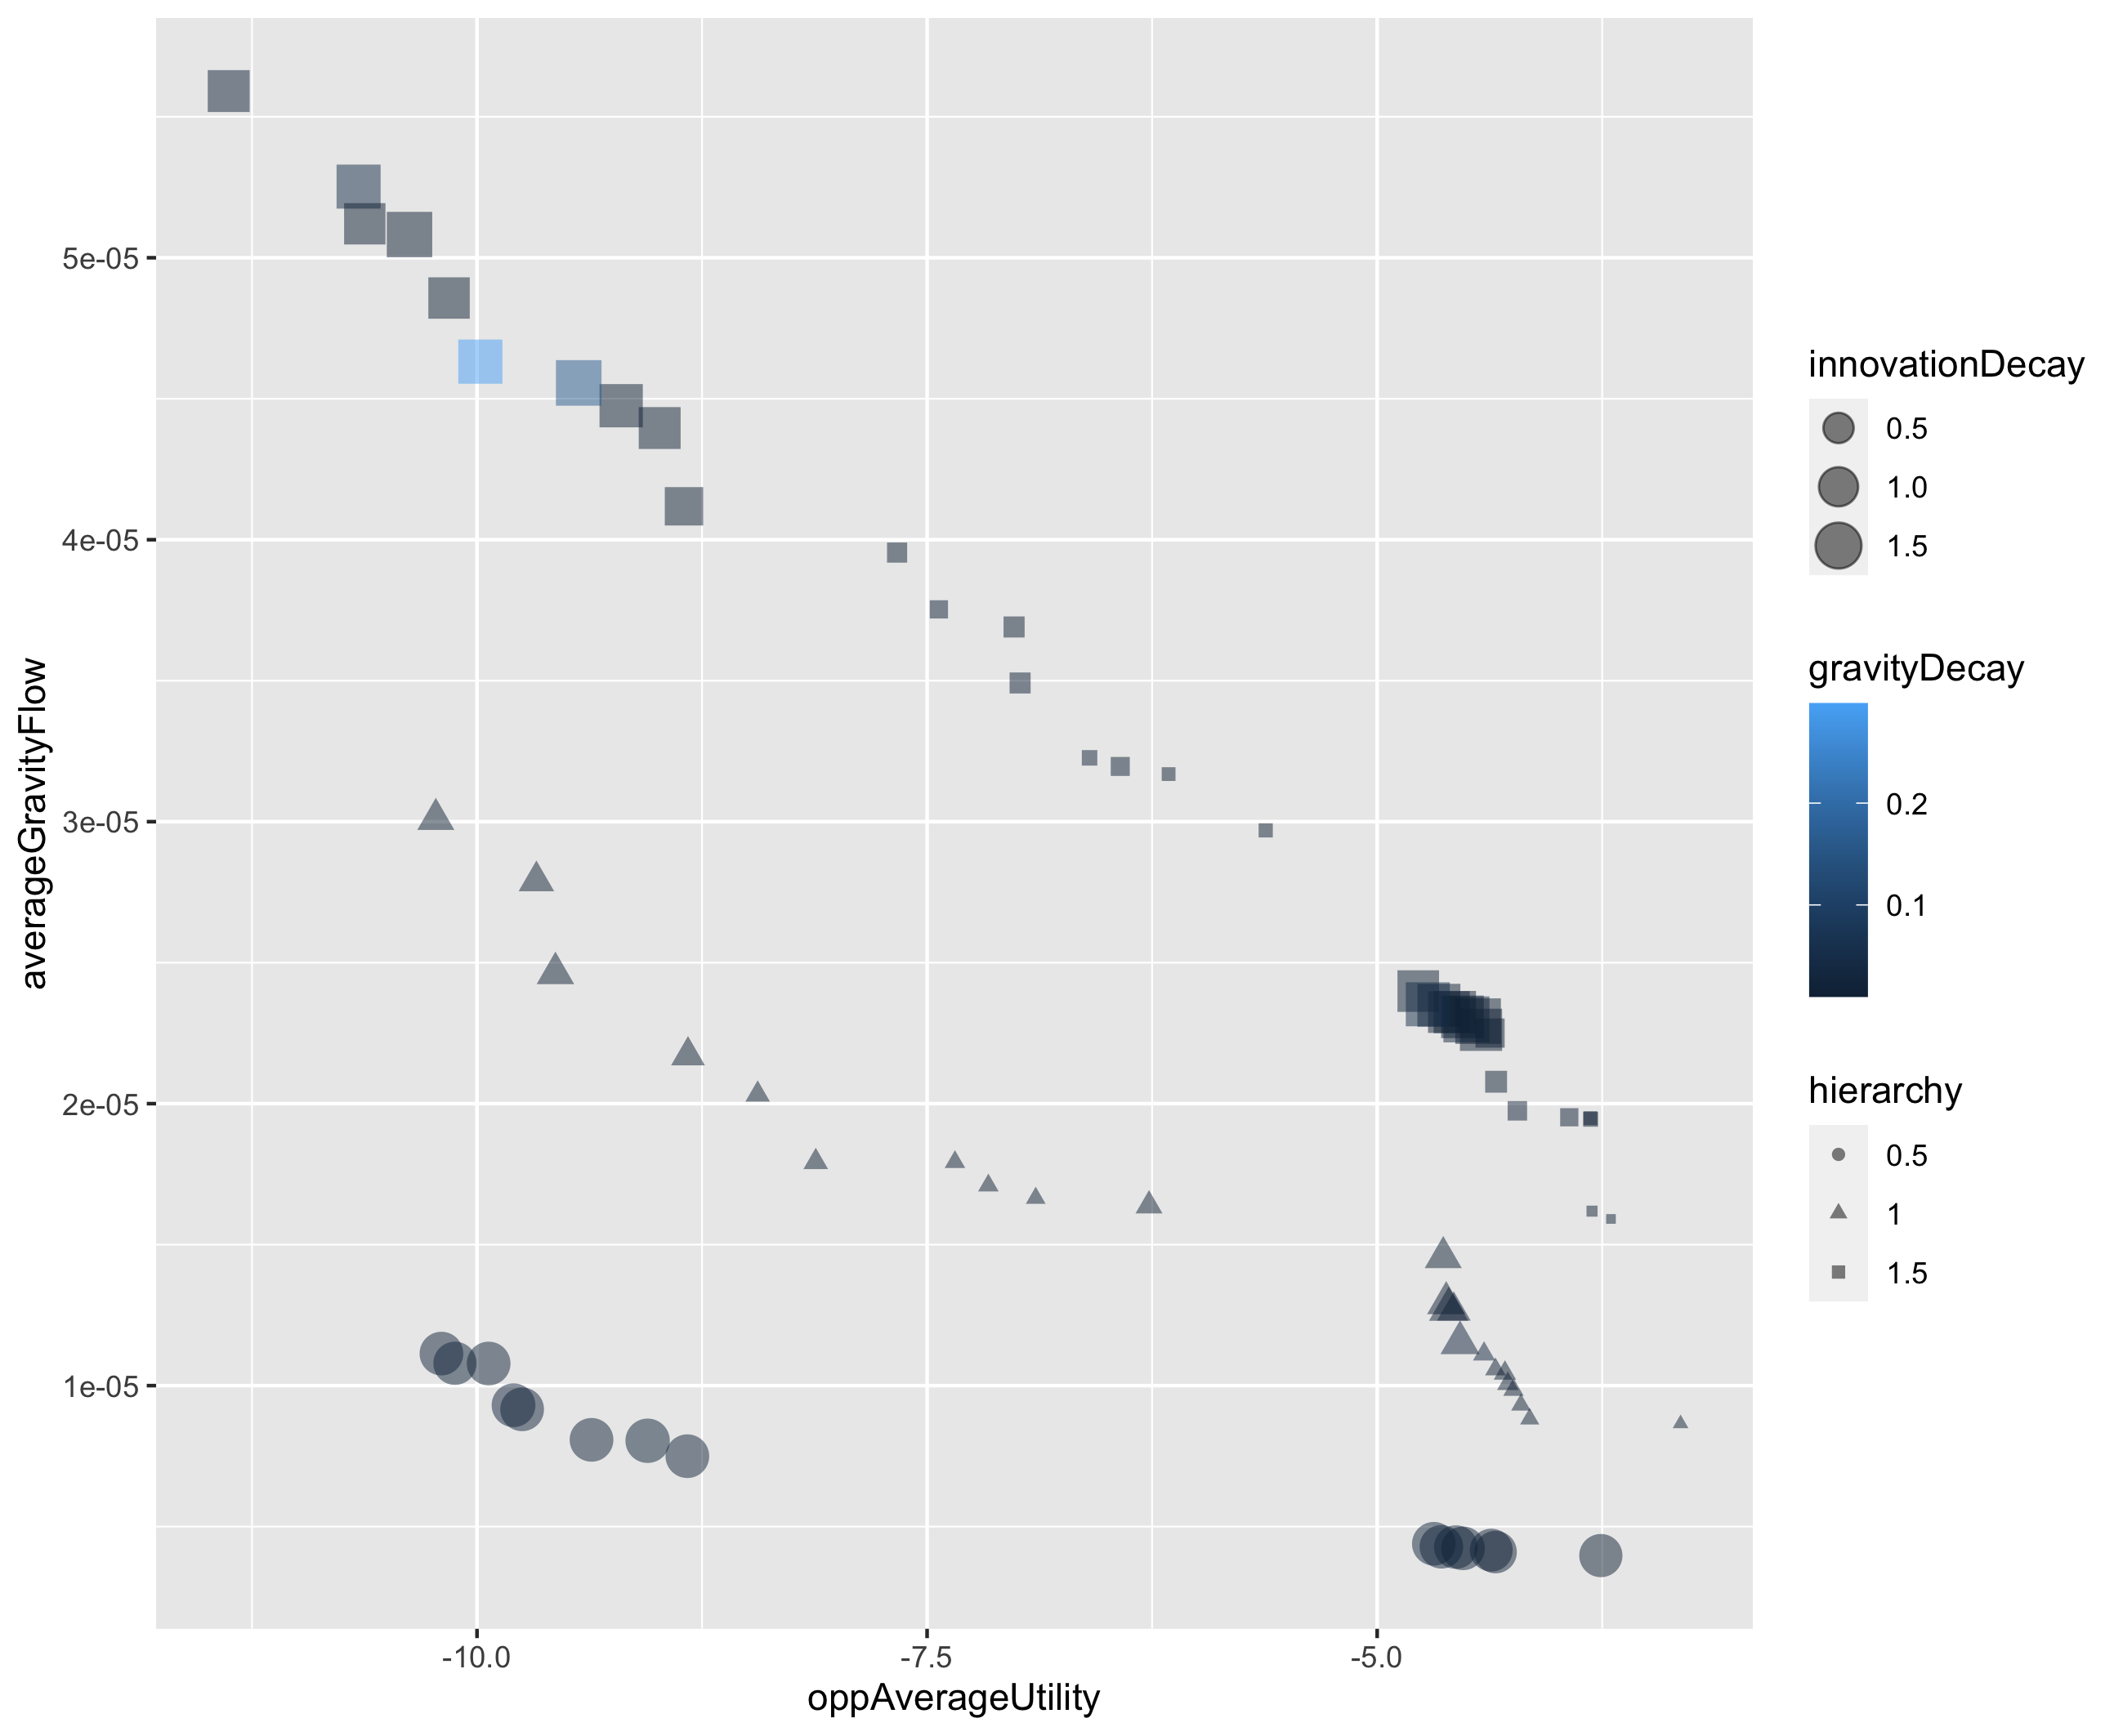 averageGravityFlow
5e-05
4e-05
3e-05
2e-05
1e-05
-10.0
-7.5
-5.0
oppAverageUtility
innovationDecay
0.5
1.0
1.5
gravityDecay
0.2
0.1
hierarchy
0.5
1
1.5